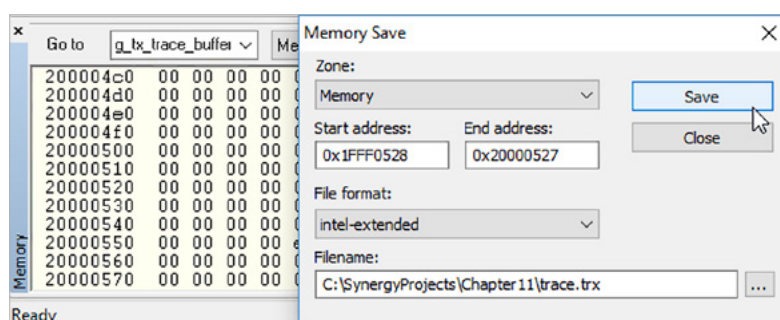 ×
Go to g_tx_trace_buffer Me
200004c0 00 00 00 00
200004d0 00 00 00 00
200004e0 00 00 00 00
200004f0 00 00 00 00
20000500 00 00 00 00
20000510 00 00 00 00
20000520 00 00 00 00
20000530 00 00 00 00
20000540 00 00 00 00
20000550 00 00 00 00
20000560 00 00 00 00
20000570 00 00 00 00
Memory
Ready
Memory Save ×
Zone:
Memory Save
Start address: End address: Close
0x1FFF0528 0x20000527
File format:
intel-extended
Filename:
C:\SynergyProjects\Chapter11\trace.trx ...